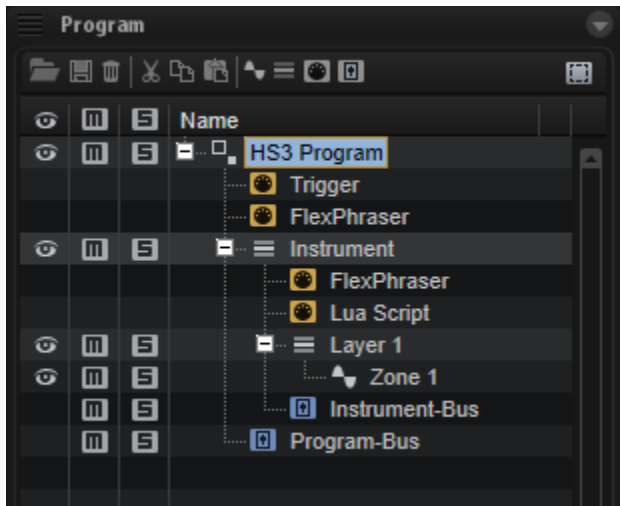 Program
M S Name
M S HS3 Program
Trigger
FlexPhraser
M S Instrument
FlexPhraser
Lua Script
M S Layer 1
M S Zone 1
M S Instrument-Bus
M S Program-Bus